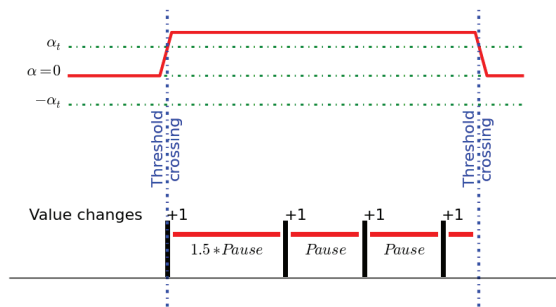 α_t
α=0
−α_t
Threshold
crossing
Threshold
crossing
Value changes
+1
+1
+1
+1
1.5∗Pause
Pause
Pause